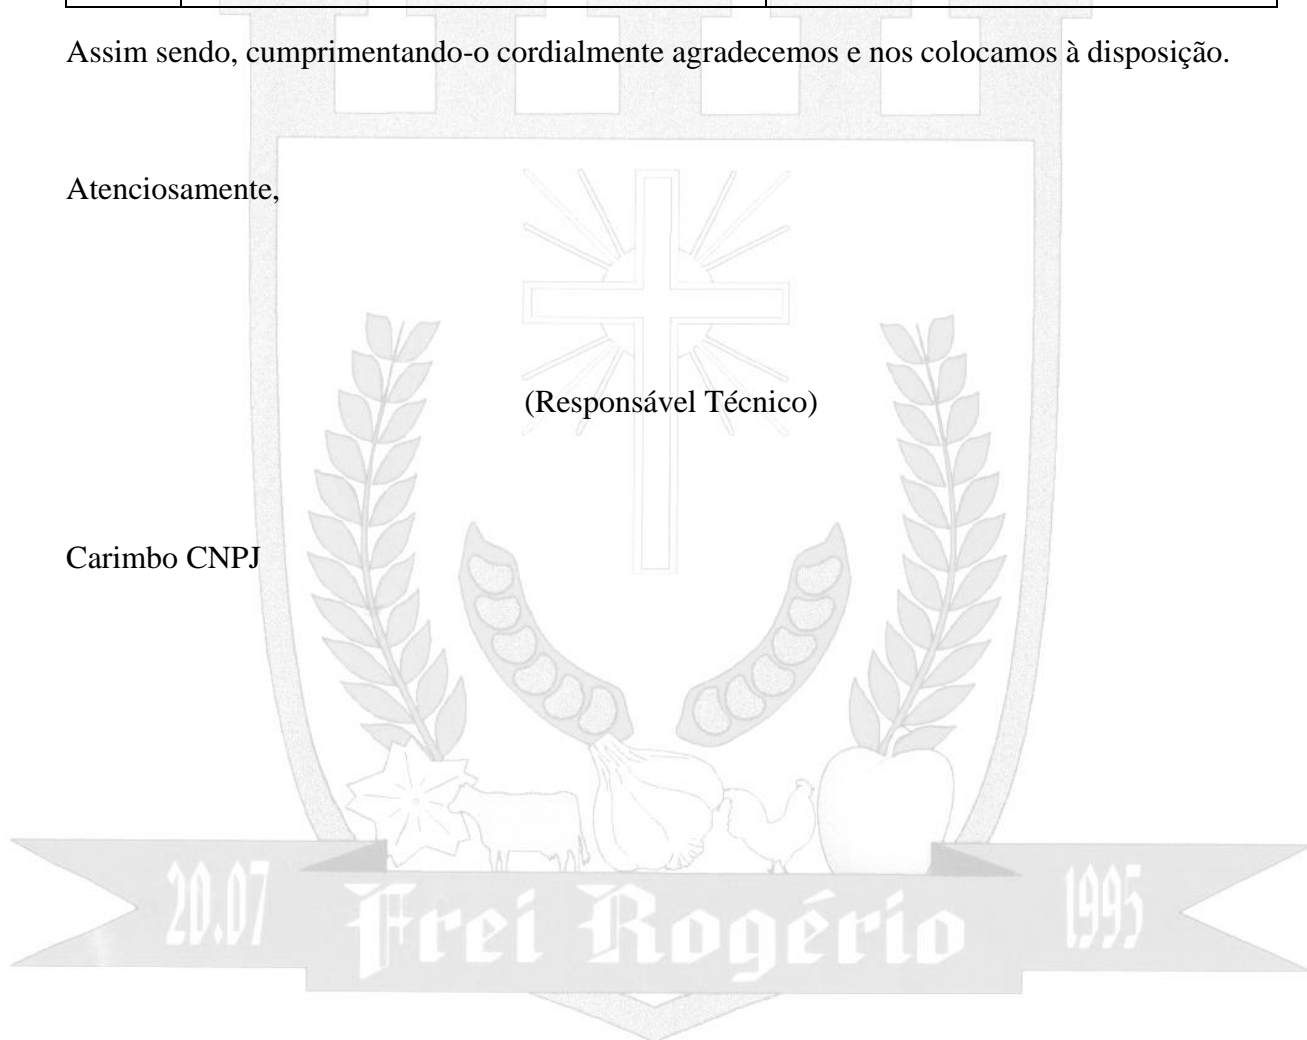 Assim sendo, cumprimentando-o cordialmente agradecemos e nos colocamos à disposição.
Atenciosamente,
(Responsável Técnico)
Carimbo CNPJ
20.07 Frei Rogério 1995